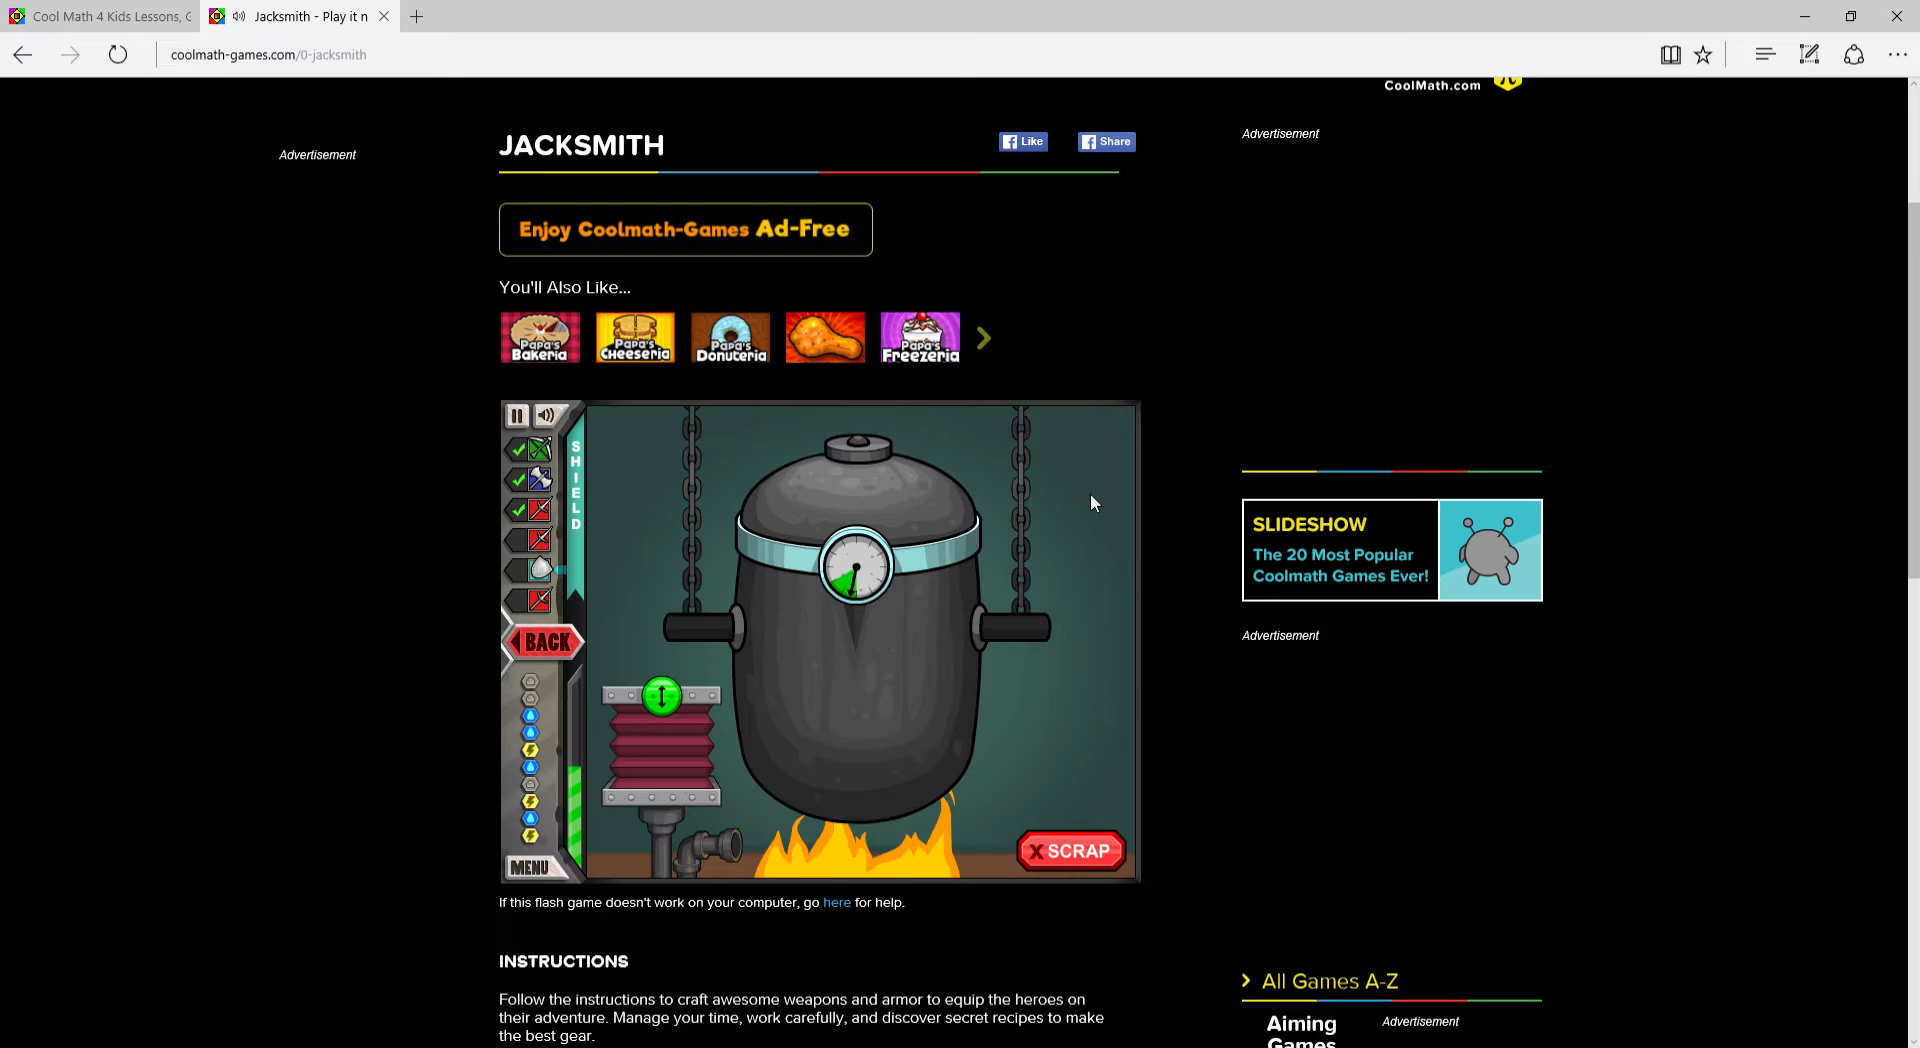 Cool Math 4 Kids Lessons, G
Jacksmith - Play it n
coolmath-games.com/0-jacksmith
CoolMath.com
Advertisement
JACKSMITH
Like
Share
Advertisement
Enjoy Coolmath-Games Ad-Free
You'll Also Like...
Papa's Bakeria
Papa's Cheeseria
Papa's Donuteria
Papa's Freezeria
SHIELD
BACK
MENU
X SCRAP
SLIDESHOW
The 20 Most Popular
Coolmath Games Ever!
Advertisement
If this flash game doesn't work on your computer, go here for help.
INSTRUCTIONS
Follow the instructions to craft awesome weapons and armor to equip the heroes on
their adventure. Manage your time, work carefully, and discover secret recipes to make
the best gear.
All Games A-Z
Aiming
Games
Advertisement